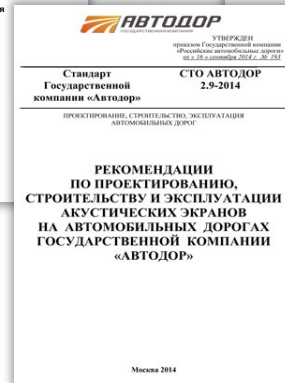 я
АВТОДОР
ГОСУДАРСТВЕННАЯ КОМПАНИЯ
УТВЕРЖДЕН
приказом Государственной компании
«Российские автомобильные дороги»
от « 16 » сентября 2014 г. № 193
Стандарт
Государственной
компании «Автодор»
СТО АВТОДОР
2.9-2014
ПРОЕКТИРОВАНИЕ, СТРОИТЕЛЬСТВО, ЭКСПЛУАТАЦИЯ
АВТОМОБИЛЬНЫХ ДОРОГ
РЕКОМЕНДАЦИИ
ПО ПРОЕКТИРОВАНИЮ,
СТРОИТЕЛЬСТВУ И ЭКСПЛУАТАЦИИ
АКУСТИЧЕСКИХ ЭКРАНОВ
НА АВТОМОБИЛЬНЫХ ДОРОГАХ
ГОСУДАРСТВЕННОЙ КОМПАНИИ
«АВТОДОР»
Москва 2014